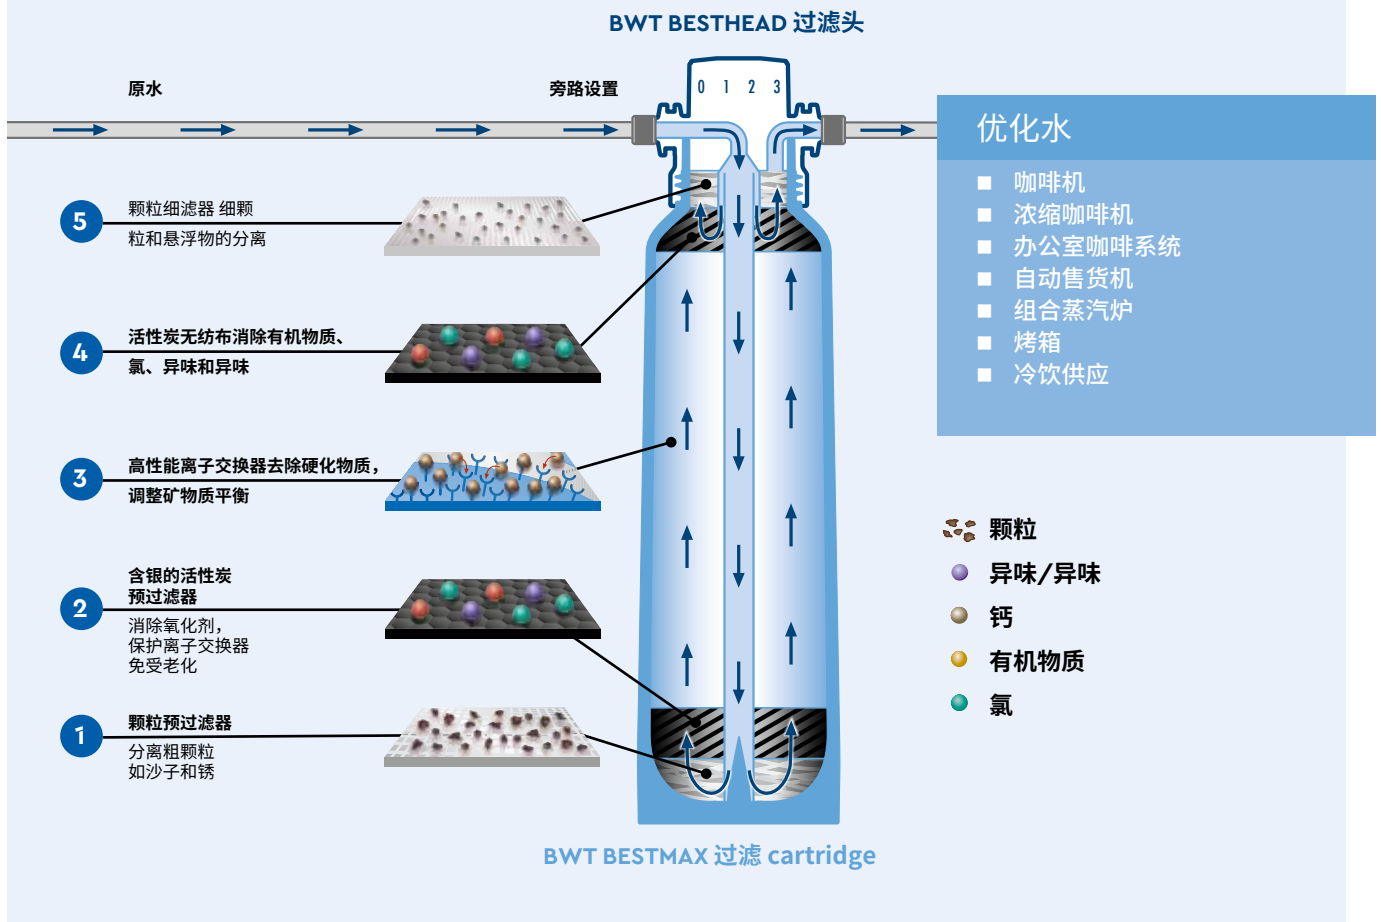 BWT BESTHEAD 过滤头
原水
旁路设置
0 1 2 3
优化水
咖啡机
浓缩咖啡机
办公室咖啡系统
自动售货机
组合蒸汽炉
烤箱
冷饮供应
5
颗粒细滤器 细颗
粒和悬浮物的分离
4
活性炭无纺布消除有机物质、
氯、异味和异味
3
高性能离子交换器去除硬化物质，
调整矿物质平衡
2
含银的活性炭
预过滤器
消除氧化剂，
保护离子交换器
免受老化
1
颗粒预过滤器
分离粗颗粒
如沙子和锈
颗粒
异味/异味
钙
有机物质
氯
BWT BESTMAX 过滤 cartridge